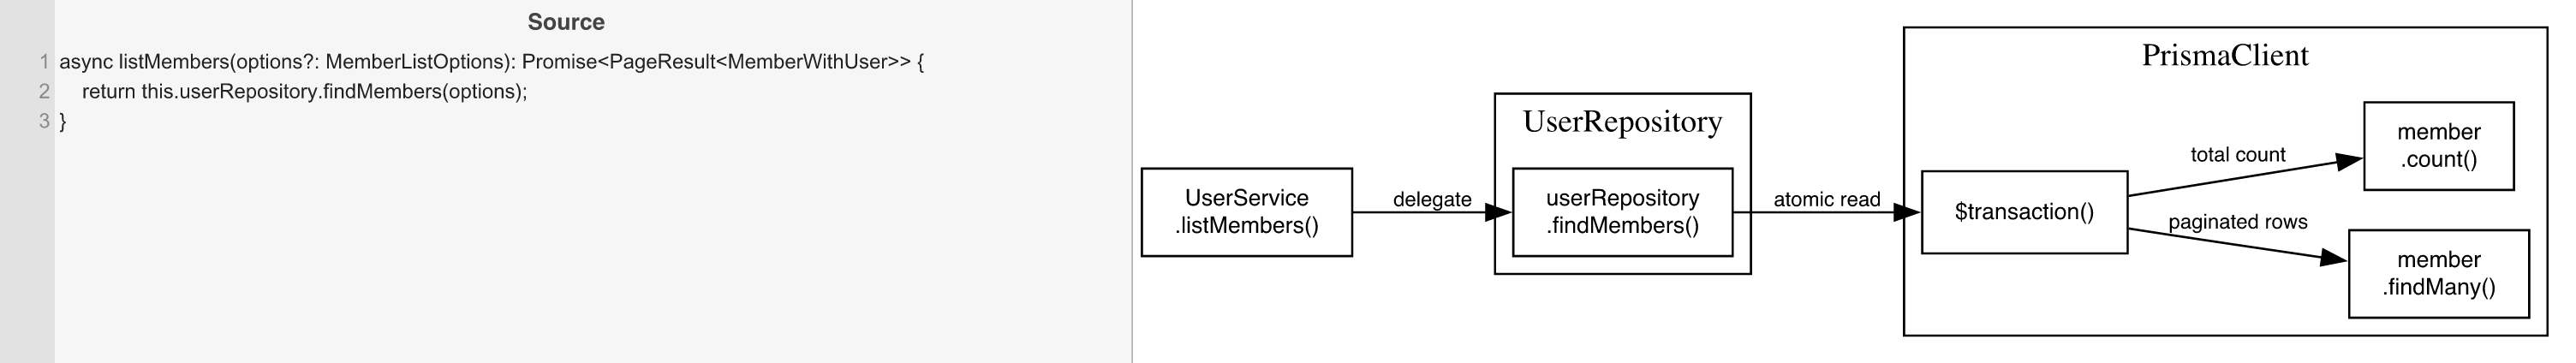 Source
1 async listMembers(options?: MemberListOptions): Promise<PageResult<MemberWithUser>> {
2 return this.userRepository.findMembers(options);
3 }
UserService
.listMembers()
delegate
UserRepository
userRepository
.findMembers()
atomic read
PrismaClient
$transaction()
total count
paginated rows
member
.count()
member
.findMany()